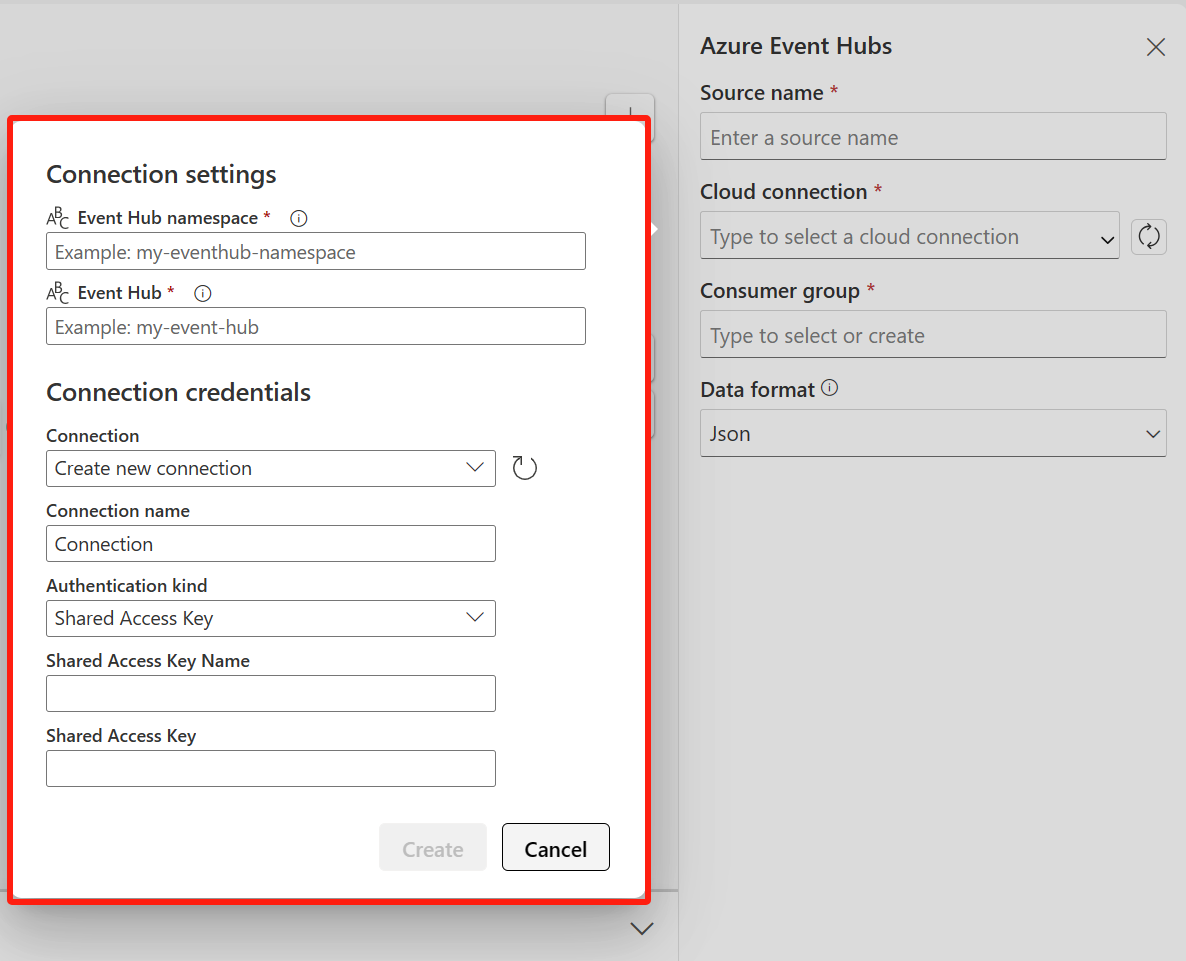 Connection settings
ABC Event Hub namespace *
Example: my-eventhub-namespace
ABC Event Hub *
Example: my-event-hub
Connection credentials
Connection
Create new connection
Connection name
Connection
Authentication kind
Shared Access Key
Shared Access Key Name
Shared Access Key
Create
Cancel
Azure Event Hubs
Source name *
Enter a source name
Cloud connection *
Type to select a cloud connection
Consumer group *
Type to select or create
Data format
Json